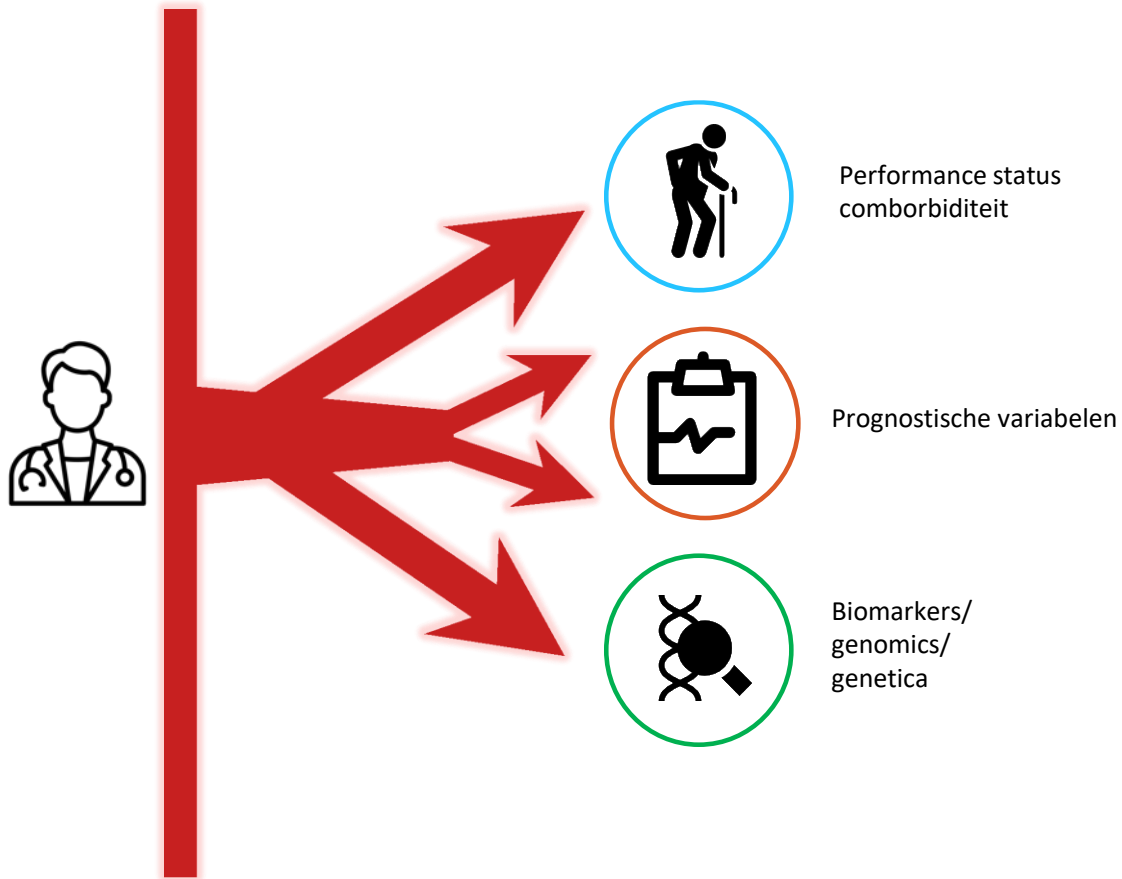 Performance status
comborbiditeit
Prognostische variabelen
Biomarkers/
genomics/
genetica